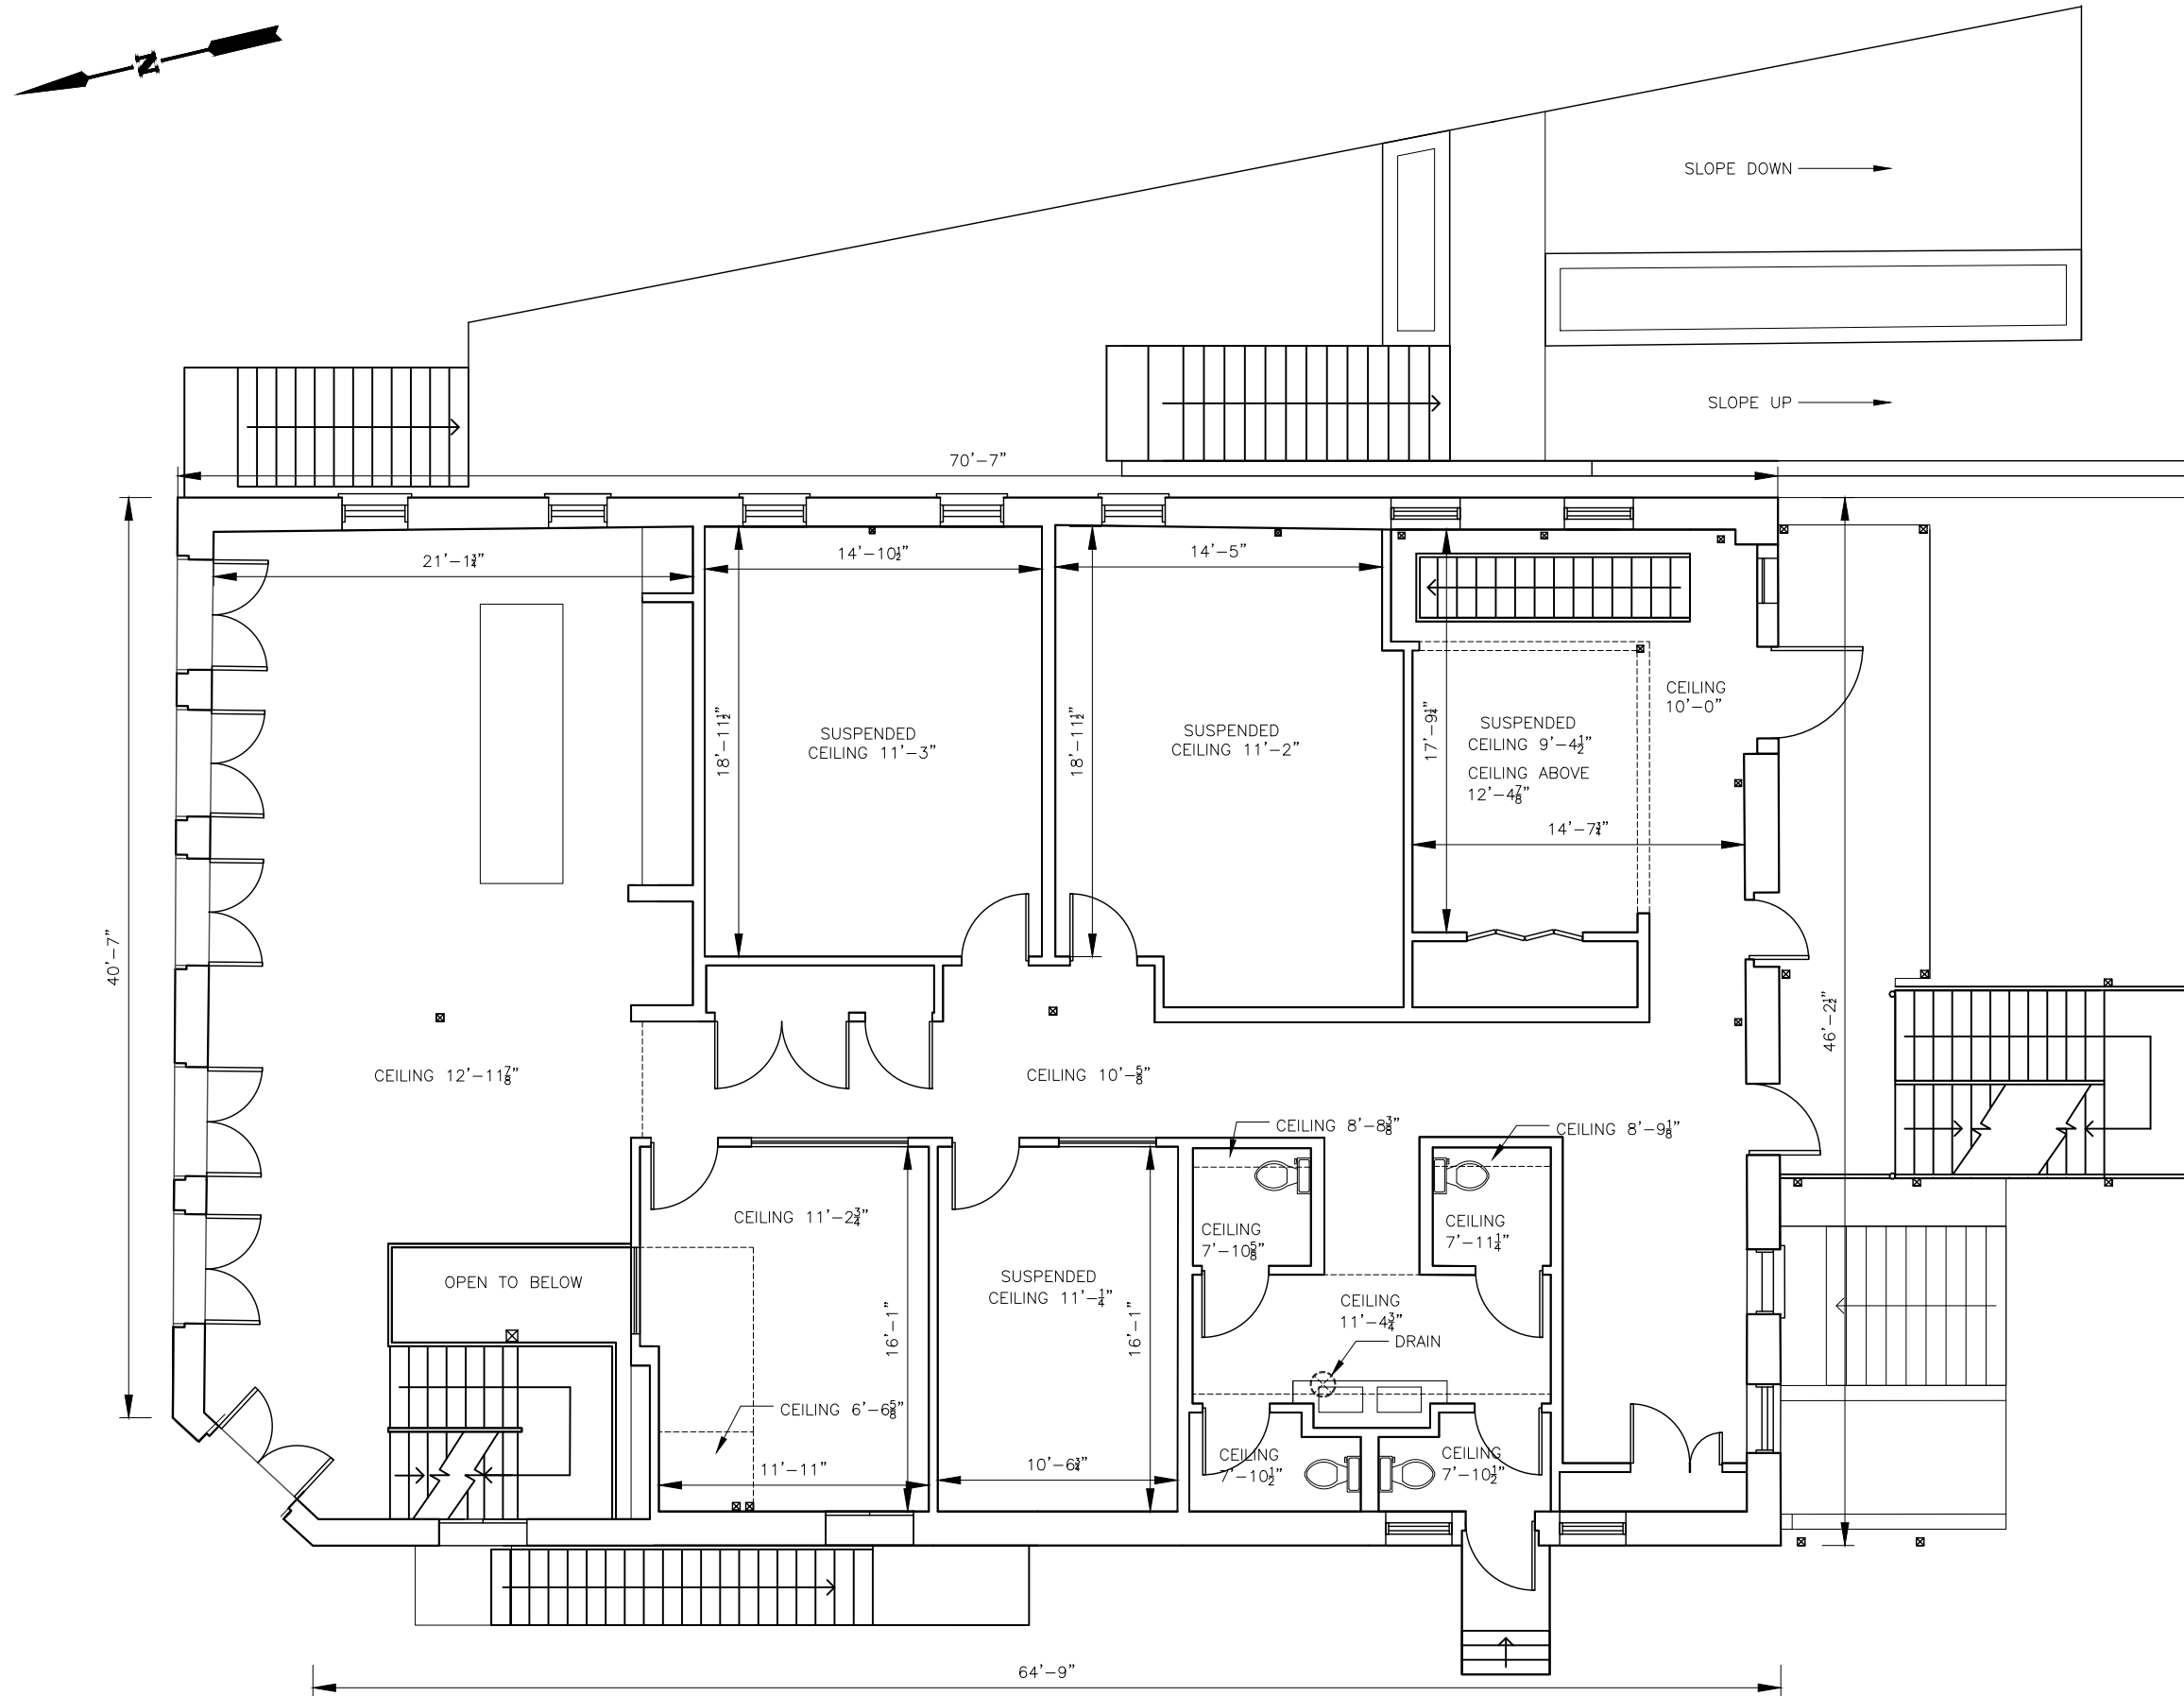 N
SLOPE DOWN
SLOPE UP
70'-7"
21'-1¾"
14'-10½"
14'-5"
40'-7"
18'-11½"
18'-11½"
17'-9¼"
46'-2½"
CEILING
10'-0"
SUSPENDED
CEILING 11'-3"
SUSPENDED
CEILING 11'-2"
SUSPENDED
CEILING 9'-4½"
CEILING ABOVE
12'-4⅞"
14'-7¾"
CEILING 12'-11⅞"
CEILING 10'-⅝"
CEILING 8'-8⅜"
CEILING 8'-9⅛"
CEILING 11'-2¾"
CEILING
7'-10⅝"
CEILING
7'-11¼"
OPEN TO BELOW
SUSPENDED
CEILING 11'-¼"
CEILING
11'-4¾"
DRAIN
16'-1"
16'-1"
CEILING 6'-6⅝"
11'-11"
10'-6¾"
CEILING
7'-10½"
CEILING
7'-10½"
64'-9"